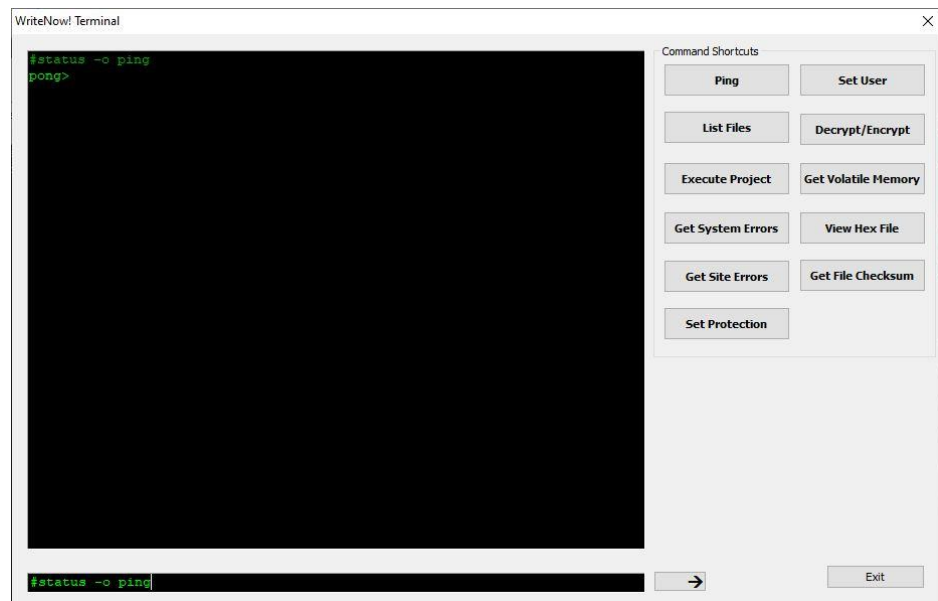 WriteNow! Terminal
#status -o ping
pong>
Command Shortcuts
Ping
Set User
List Files
Decrypt/Encrypt
Execute Project
Get Volatile Memory
Get System Errors
View Hex File
Get Site Errors
Get File Checksum
Set Protection
#status -o ping
Exit